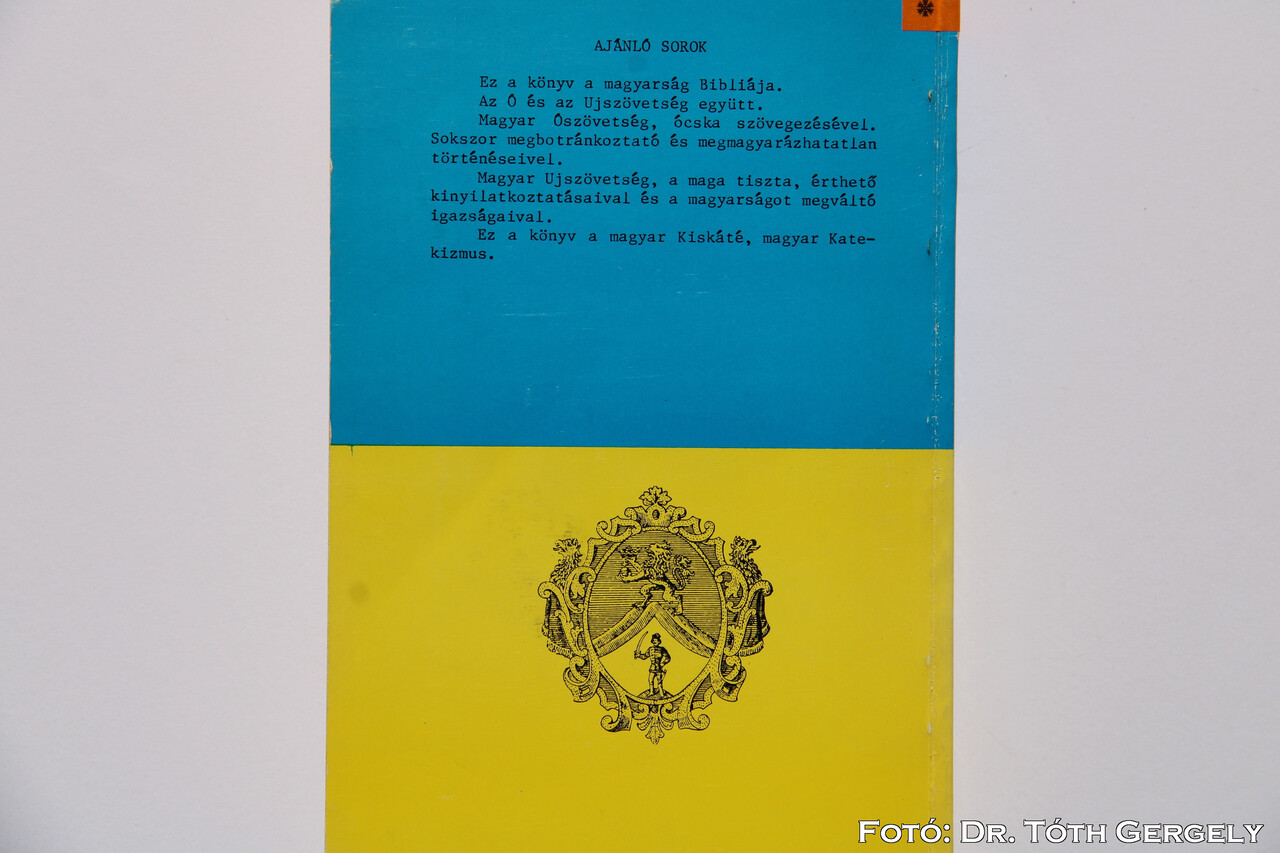 AJÁNLÓ SOROK
Ez a könyv a magyarság Bibliája.
Az Ó és az Ujszövetség együtt.
Magyar Ószövetség, ócska szövegezésével.
Sokszor megbotránkoztató és megmagyarázhatatlan
történéseivel.
Magyar Ujszövetség, a maga tiszta, érthető
kinyilatkoztatásaival és a magyarságot megváltó
igazságaival.
Ez a könyv a magyar Kiskáté, magyar Kate-
kizmus.
Fotó: Dr. Tóth Gergely